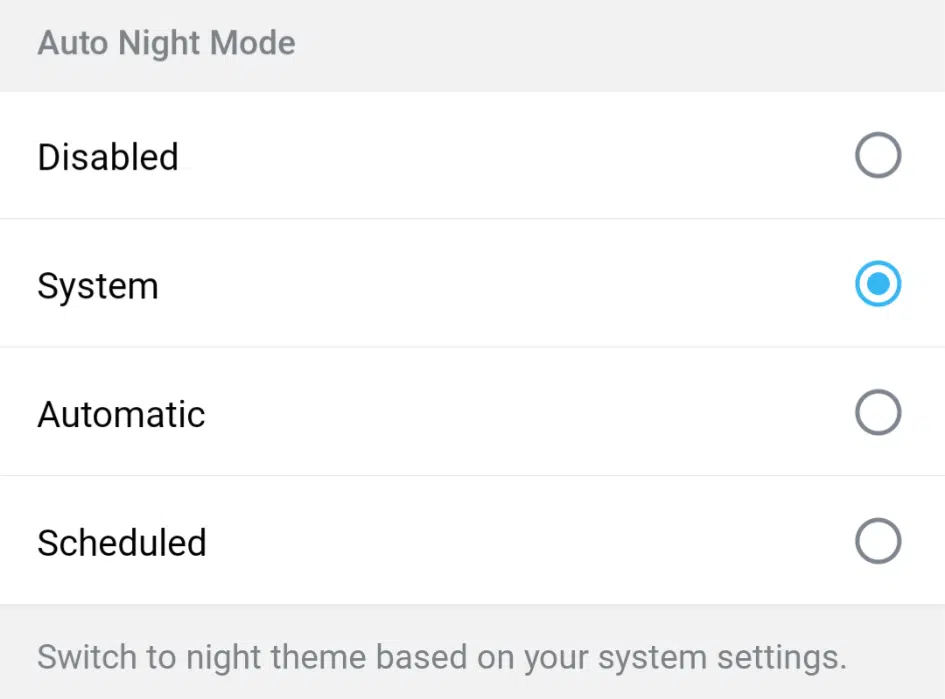 Auto Night Mode
Disabled
System
Automatic
Scheduled
Switch to night theme based on your system settings.